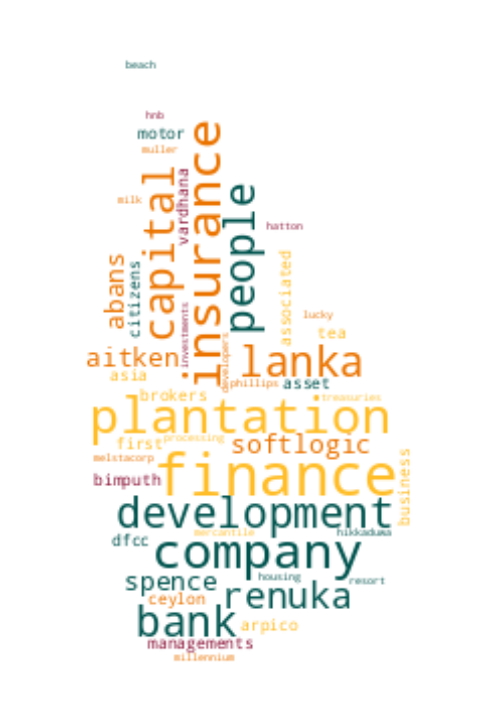 beach
hnb
motor
muller
insurance
capital
vardhana
people
milk
hatton
abans
citizens
associated
investments
lucky
tea
developers
aitken
lanka
asia
phillips
asset
brokers
treasuries
plantation
first
processing
softlogic
melstacorp
finance
business
bimputh
development
mercantile
hikkaduwa
dfcc
company
spence
housing
resort
ceylon
renuka
bank
arpico
managements
millennium